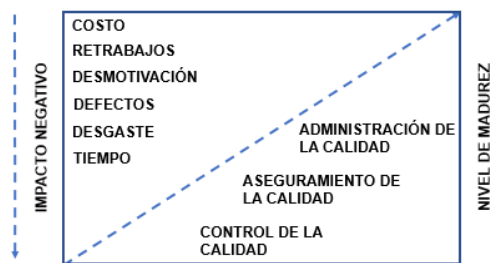 COSTO
RETRABAJOS
DESMOTIVACIÓN
DEFECTOS
DESGASTE
TIEMPO
IMPACTO NEGATIVO
ADMINISTRACIÓN DE
LA CALIDAD
ASEGURAMIENTO DE
LA CALIDAD
CONTROL DE LA
CALIDAD
NIVEL DE MADUREZ